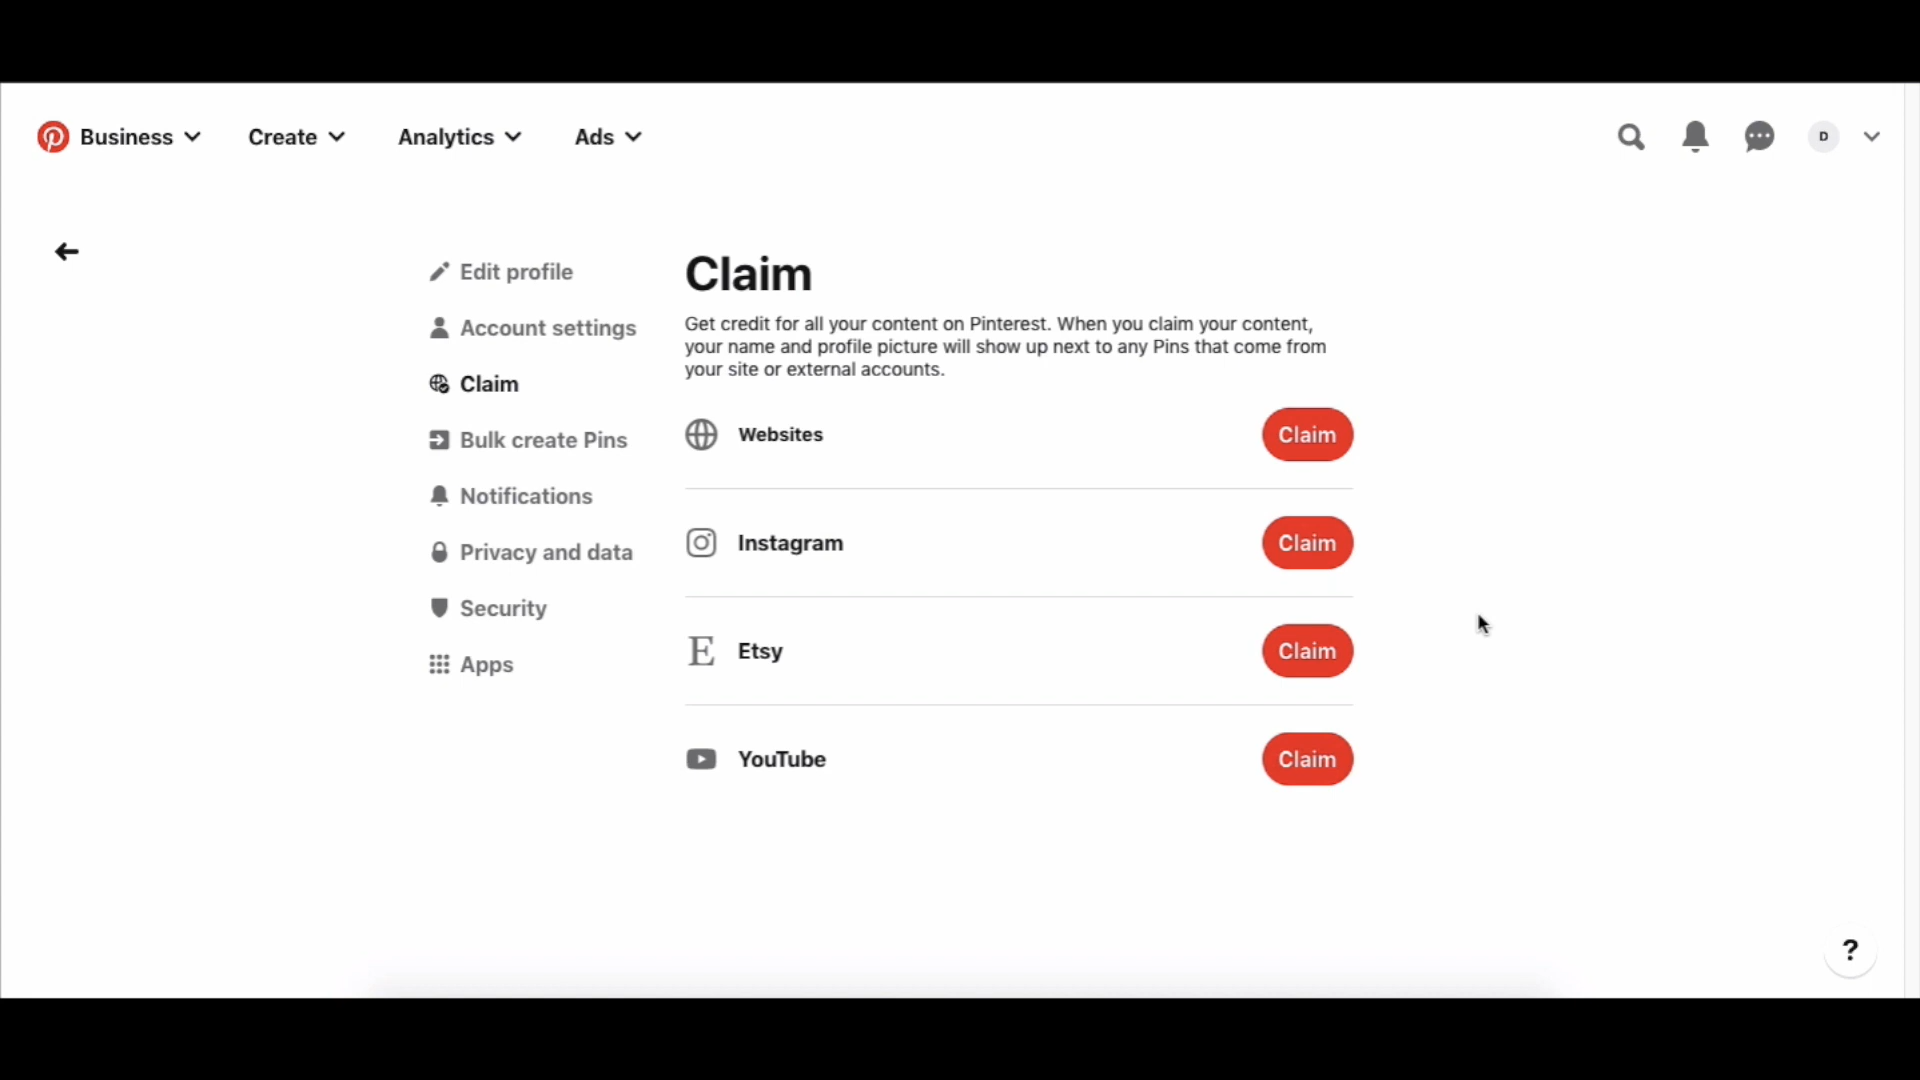 Business
Create
Analytics
Ads
D
Edit profile
Account settings
Claim
Bulk create Pins
Notifications
Privacy and data
Security
Apps
Claim
Get credit for all your content on Pinterest. When you claim your content,
your name and profile picture will show up next to any Pins that come from
your site or external accounts.
Websites
Claim
Instagram
Claim
E
Etsy
Claim
YouTube
Claim
?